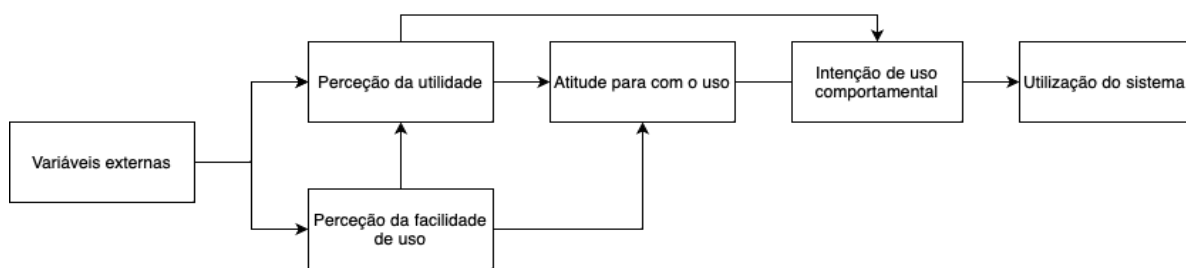 Perceção da utilidade
Atitude para com o uso
Intenção de uso
comportamental
Utilização do sistema
Variáveis externas
Perceção da facilidade
de uso